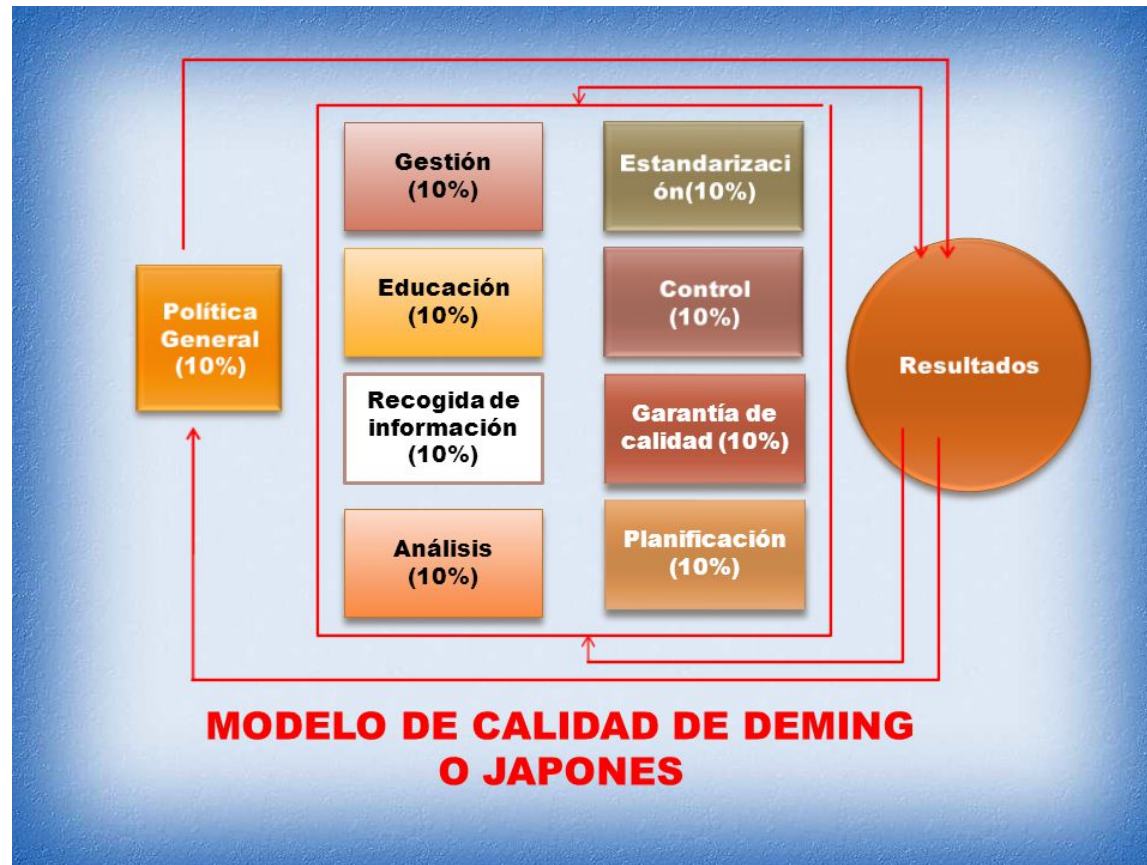 Política
General
(10%)
Gestión
(10%)
Estandarizaci
ón(10%)
Educación
(10%)
Control
(10%)
Recogida de
información
(10%)
Garantía de
calidad (10%)
Análisis
(10%)
Planificación
(10%)
Resultados
MODELO DE CALIDAD DE DEMING
O JAPONES